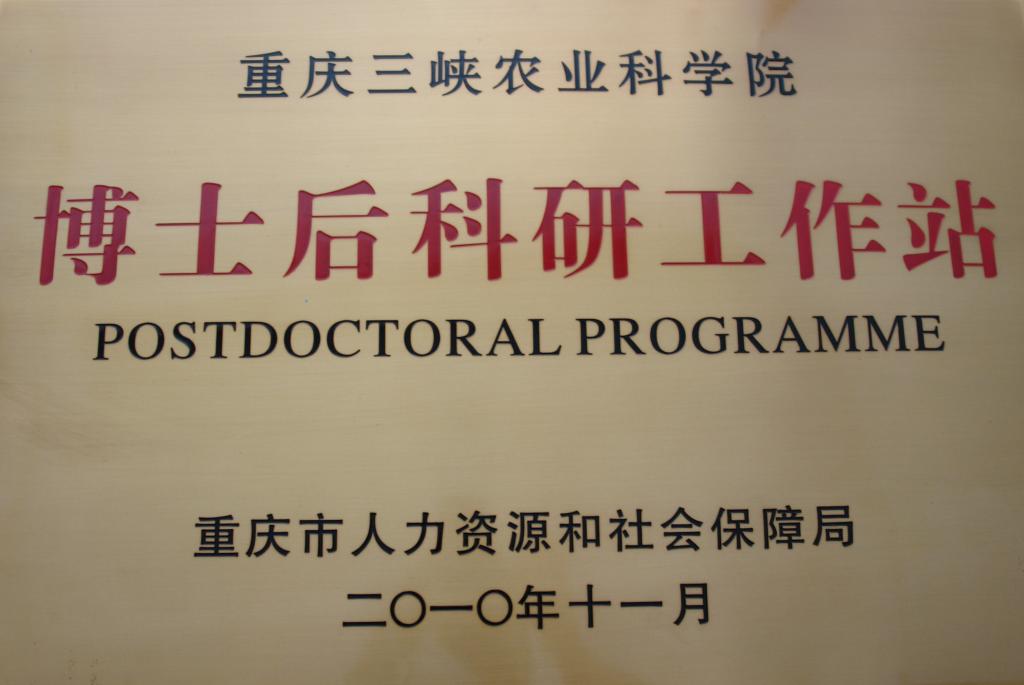 重庆三峡农业科学院
博士后科研工作站
POSTDOCTORAL PROGRAMME
重庆市人力资源和社会保障局
二〇一〇年十一月